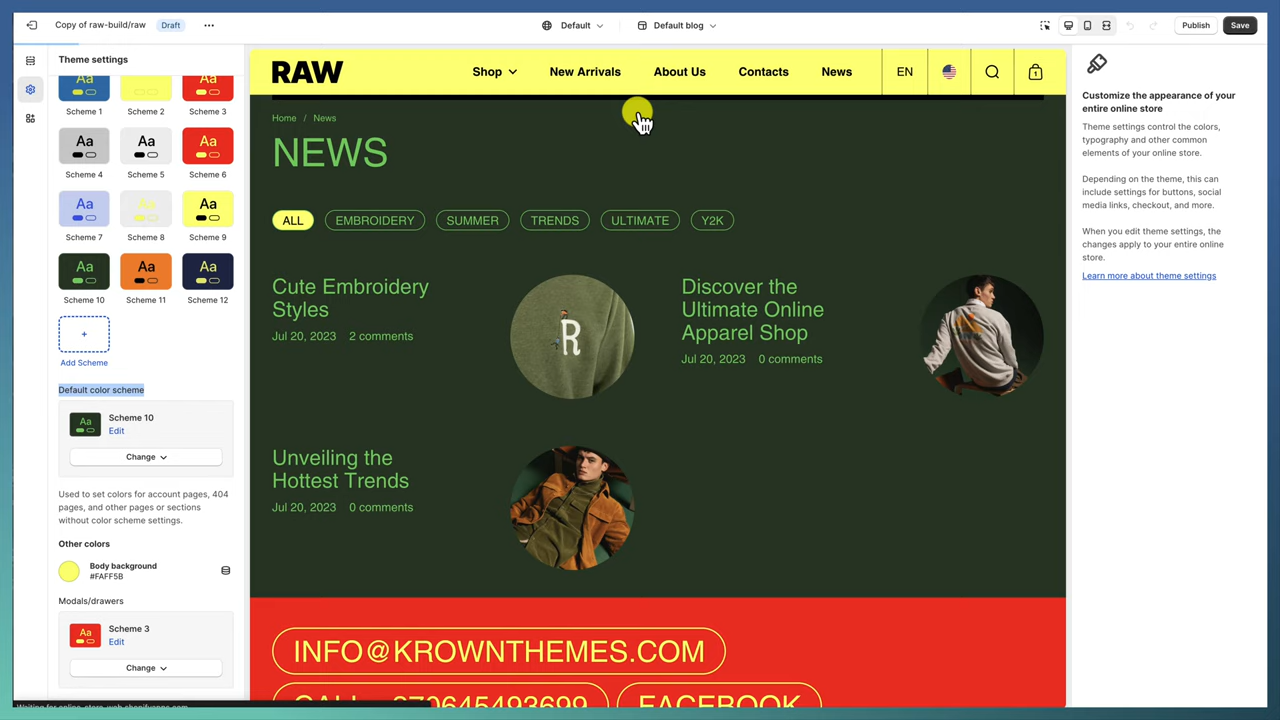 Copy of raw-build/raw
Draft
Default
Default blog
Publish
Save
Theme settings
Aa
Aa
Aa
Scheme 1
Scheme 2
Scheme 3
Aa
Aa
Aa
Scheme 4
Scheme 5
Scheme 6
Aa
Aa
Aa
Scheme 7
Scheme 8
Scheme 9
Aa
Aa
Aa
Scheme 10
Scheme 11
Scheme 12
+
Add Scheme
Default color scheme
Aa
Scheme 10
Edit
Change
Used to set colors for account pages, 404
pages, and other pages or sections
without color scheme settings.
Other colors
Body background
#FAFF5B
Modals/drawers
Aa
Scheme 3
Edit
Change
RAW
Shop
New Arrivals
About Us
Contacts
News
EN
1
Home / News
NEWS
ALL
EMBROIDERY
SUMMER
TRENDS
ULTIMATE
Y2K
Cute Embroidery
Styles
Jul 20, 2023 2 comments
R
Discover the
Ultimate Online
Apparel Shop
Jul 20, 2023 0 comments
Unveiling the
Hottest Trends
Jul 20, 2023 0 comments
INFO@KROWNTHEMES.COM
FACEBOOK
Customize the appearance of your
entire online store
Theme settings control the colors,
typography and other common
elements of your online store.
Depending on the theme, this can
include settings for buttons, social
media links, checkout, and more.
When you edit theme settings, the
changes apply to your entire online
store.
Learn more about theme settings